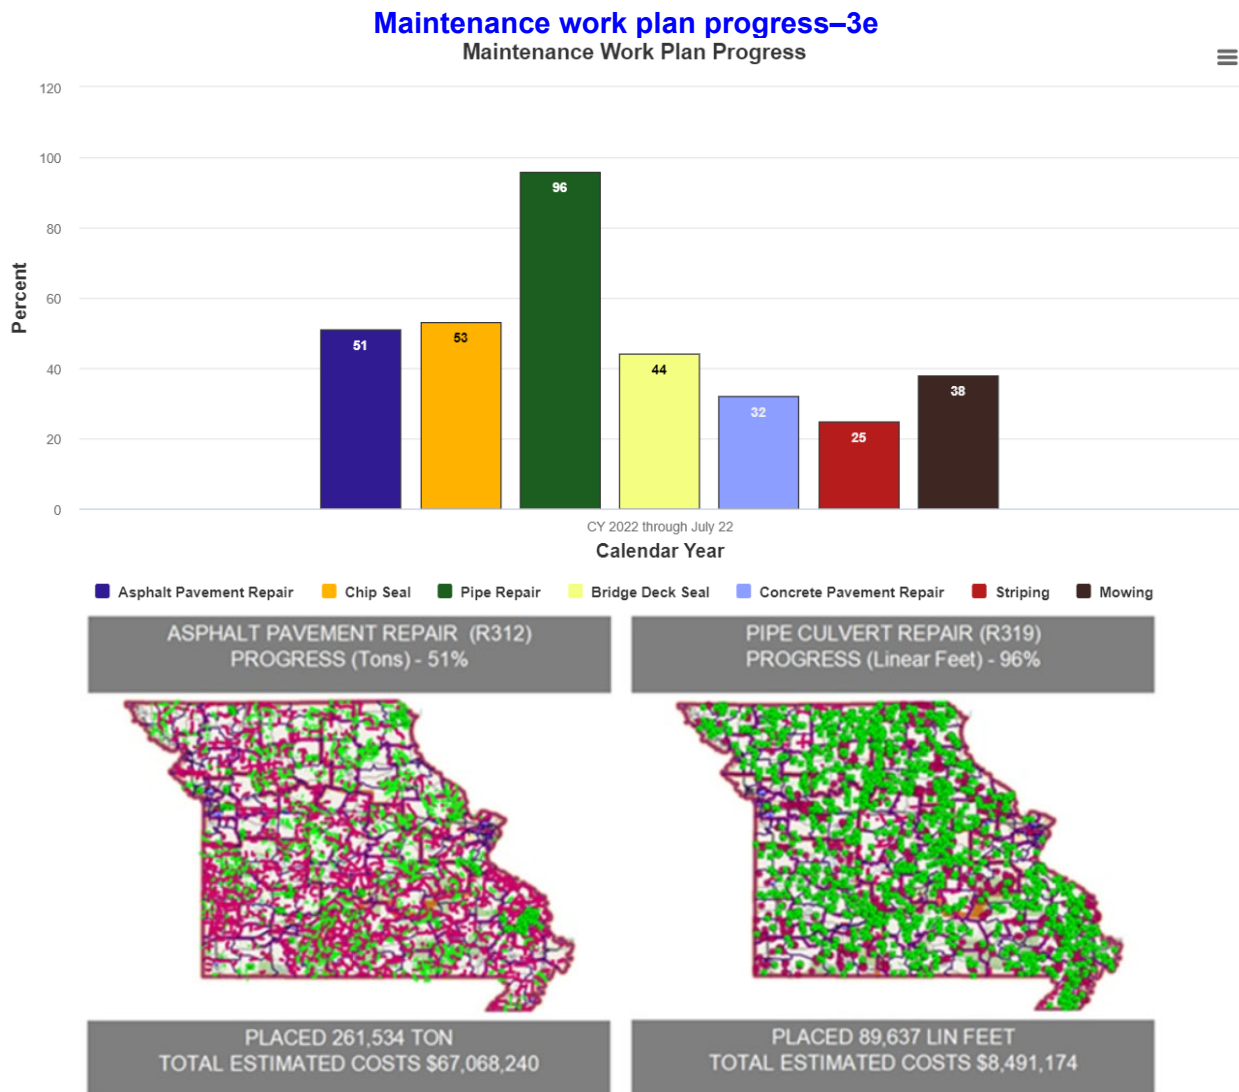 Maintenance work plan progress–3e
Maintenance Work Plan Progress
120
100
80
60
40
20
0
Percent
51
53
96
44
32
25
38
CY 2022 through July 22
Calendar Year
Asphalt Pavement Repair Chip Seal Pipe Repair Bridge Deck Seal Concrete Pavement Repair Striping Mowing
ASPHALT PAVEMENT REPAIR (R312)
PROGRESS (Tons) - 51%
PIPE CULVERT REPAIR (R319)
PROGRESS (Linear Feet) - 96%
PLACED 261,534 TON
TOTAL ESTIMATED COSTS $67,068,240
PLACED 89,637 LIN FEET
TOTAL ESTIMATED COSTS $8,491,174